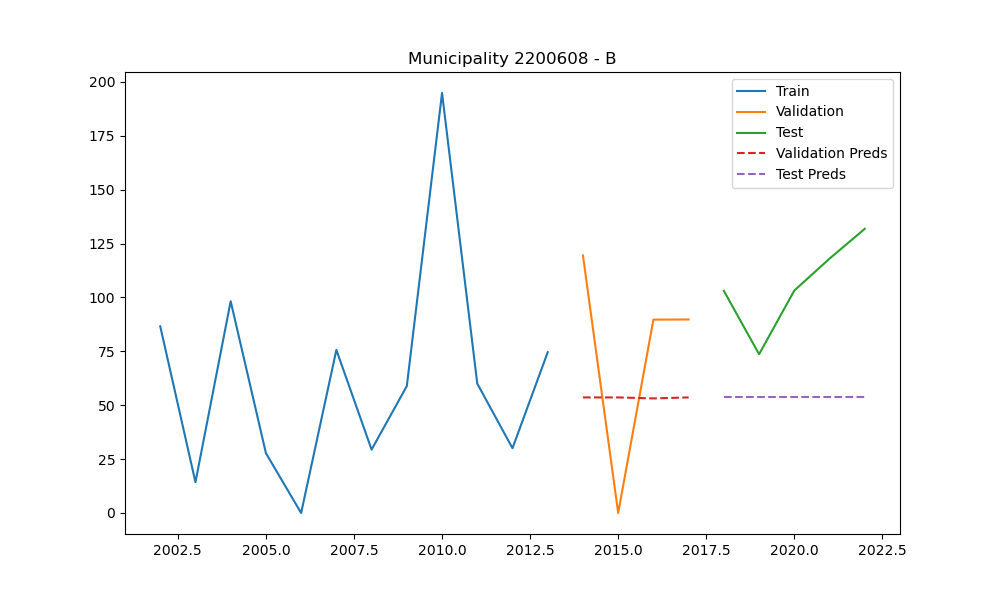 Municipality 2200608 - B
200
175
150
125
100
75
50
25
0
Train
Validation
Test
Validation Preds
Test Preds
2002.5 2005.0 2007.5 2010.0 2012.5 2015.0 2017.5 2020.0 2022.5